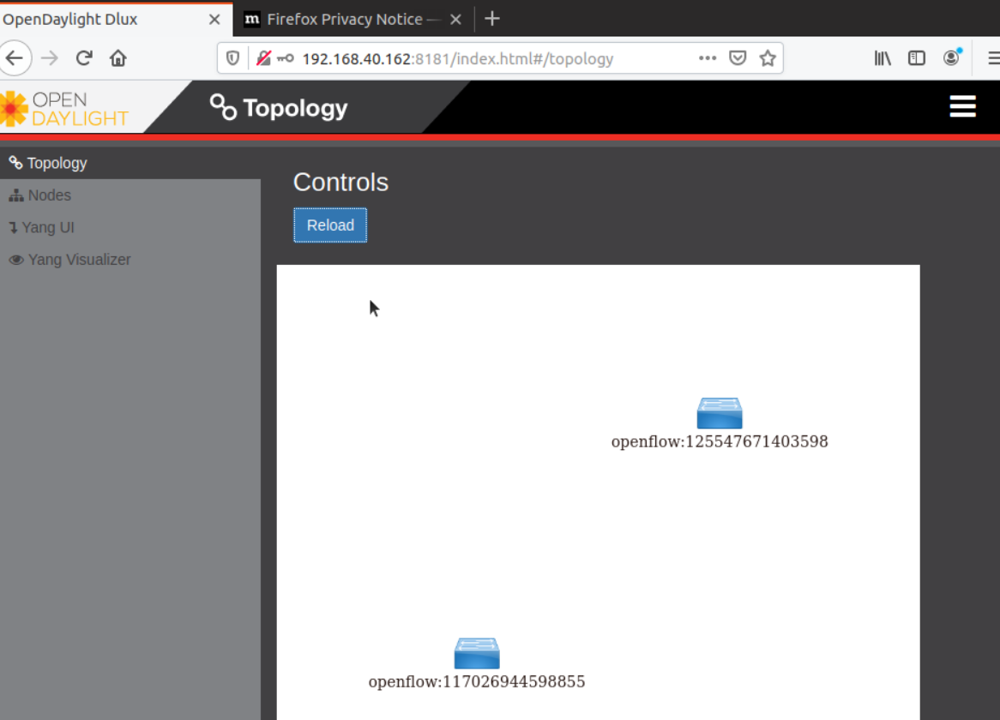 OpenDaylight Dlux
Firefox Privacy Notice —
192.168.40.162:8181/index.html#/topology
OPEN
DAYLIGHT
Topology
Topology
Nodes
Yang UI
Yang Visualizer
Controls
Reload
openflow:125547671403598
openflow:117026944598855